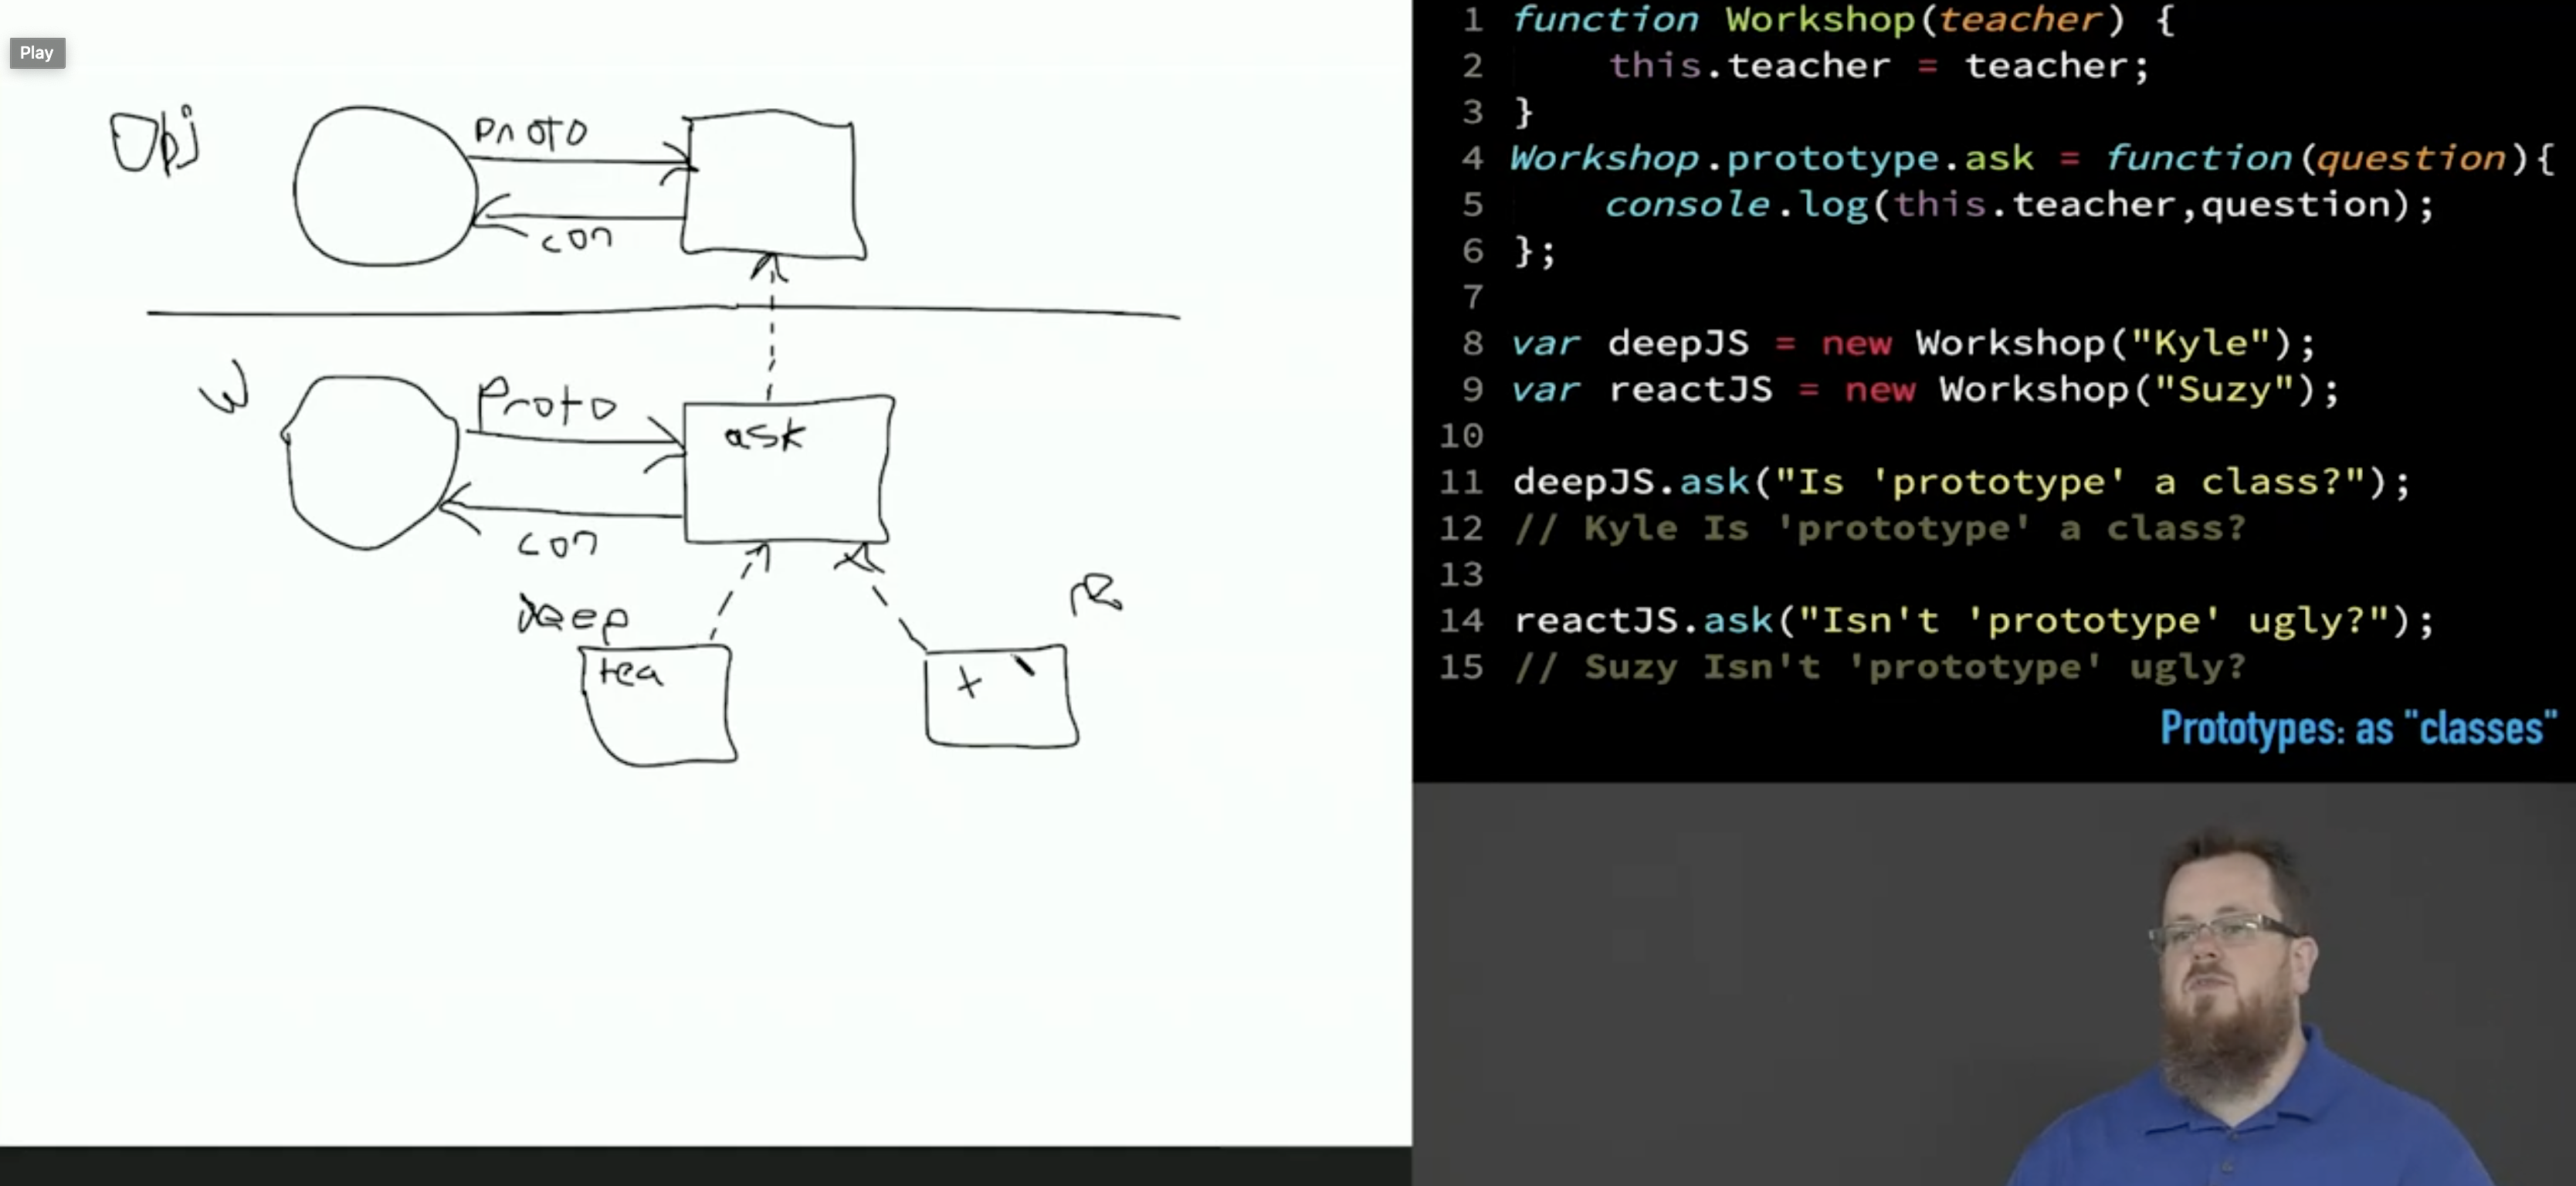 Play
Obj
proto
con
W
Proto
ask
con
Deep
R
tea
t
1 function Workshop(teacher) {
2 this.teacher = teacher;
3 }
4 Workshop.prototype.ask = function(question){
5 console.log(this.teacher,question);
6 };
7
8 var deepJS = new Workshop("Kyle");
9 var reactJS = new Workshop("Suzy");
10
11 deepJS.ask("Is 'prototype' a class?");
12 // Kyle Is 'prototype' a class?
13
14 reactJS.ask("Isn't 'prototype' ugly?");
15 // Suzy Isn't 'prototype' ugly?
Prototypes: as "classes"